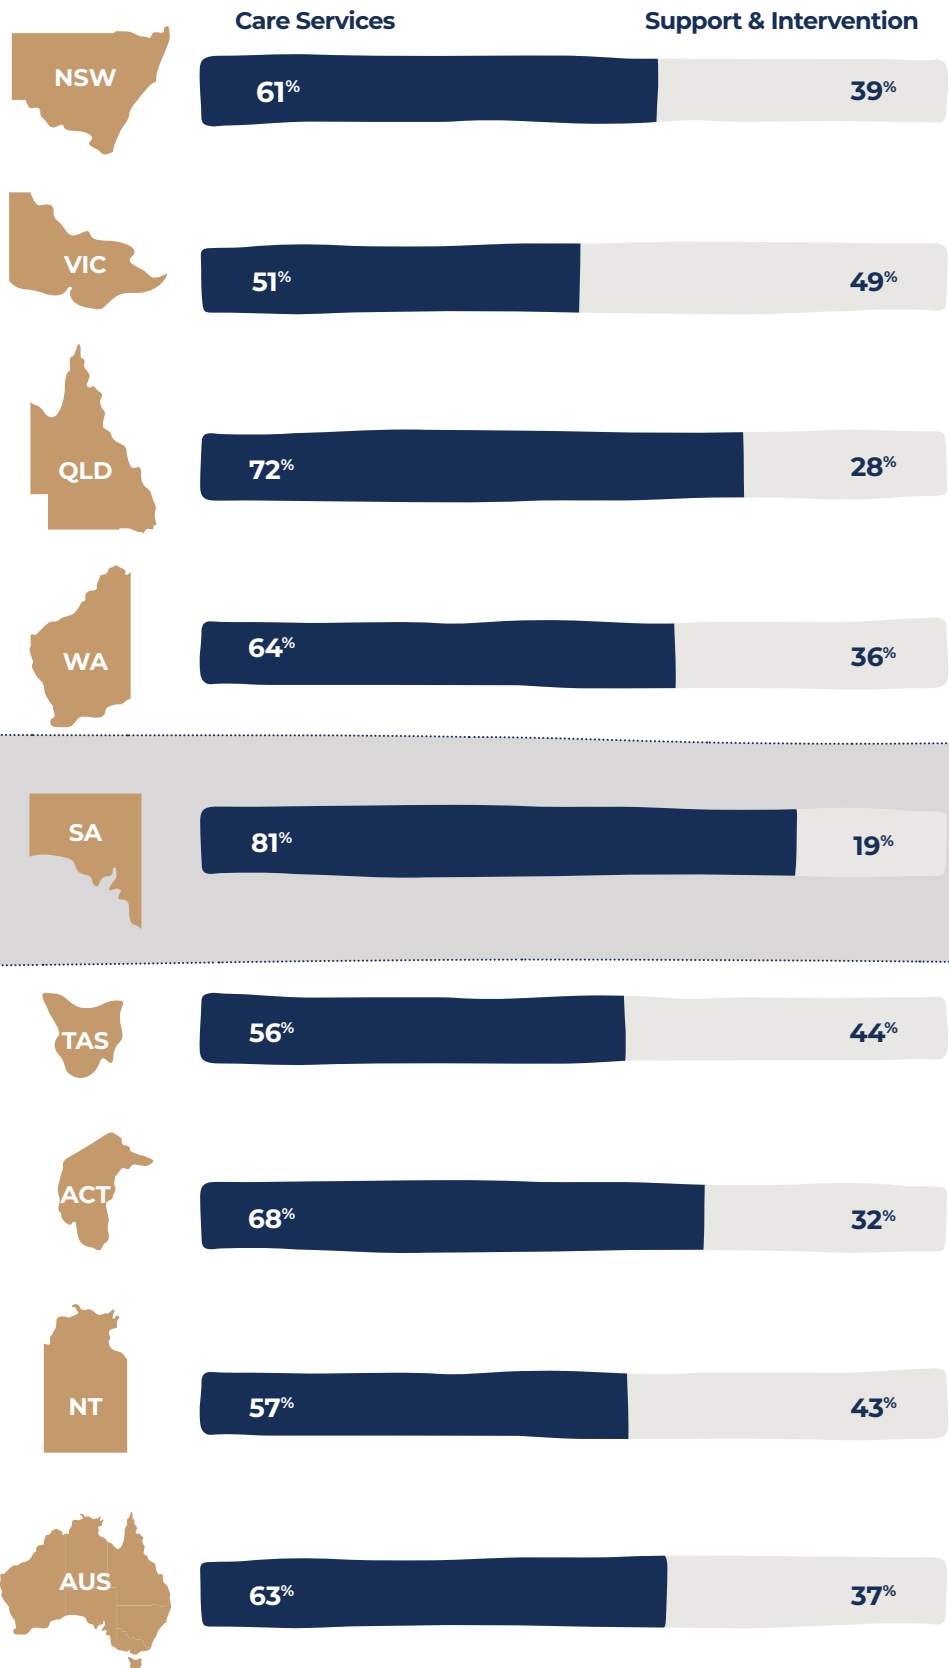 Care Services Support & Intervention
NSW 61% 39%
VIC 51% 49%
QLD 72% 28%
WA 64% 36%
SA 81% 19%
TAS 56% 44%
ACT 68% 32%
NT 57% 43%
AUS 63% 37%